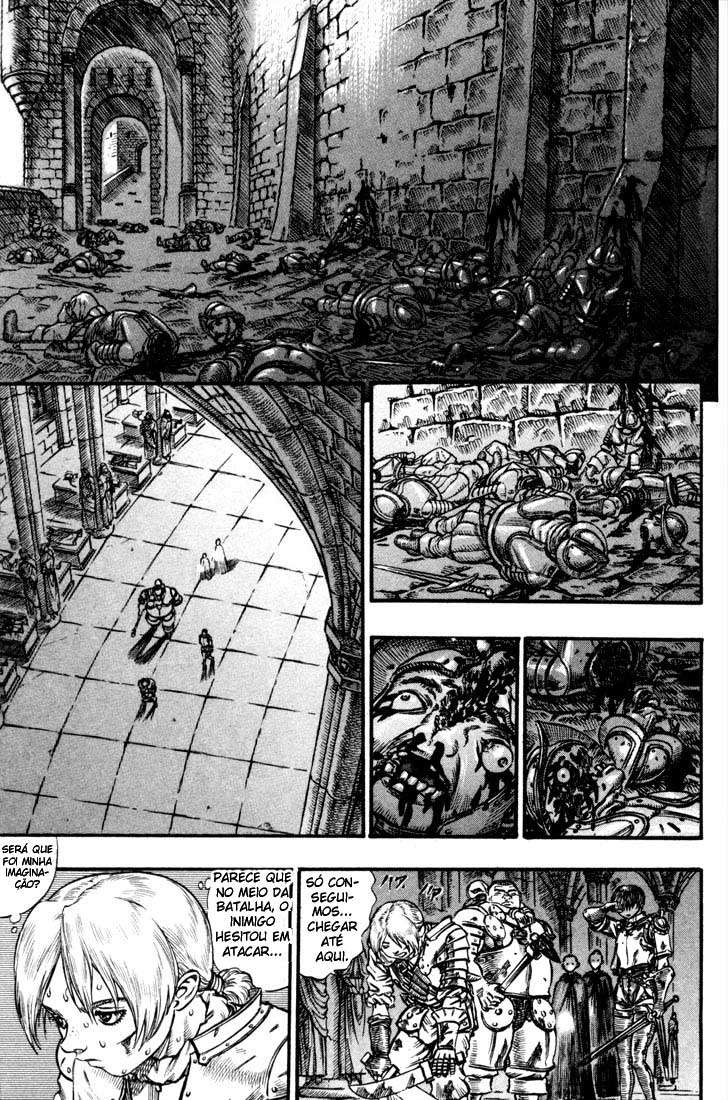 SÓ CON-
SEGUI-
MOS...
CHEGAR
ATÉ
AQUI.
PARECE QUE
NO MEIO DA
BATALHA, O
INIMIGO
HESITOU EM
ATACAR...
SERÁ QUE
FOI MINHA
IMAGINA-
ÇÃO?